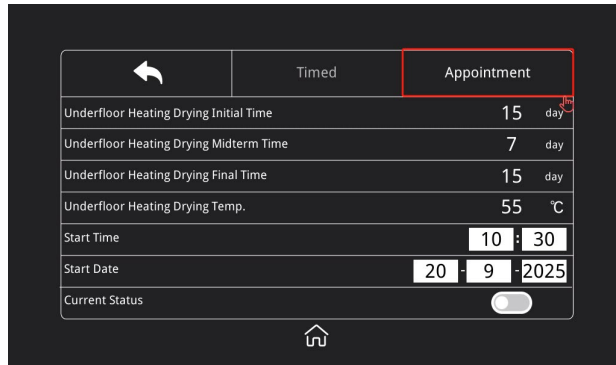 Timed Appointment
Underfloor Heating Drying Initial Time 15 day
Underfloor Heating Drying Midterm Time 7 day
Underfloor Heating Drying Final Time 15 day
Underfloor Heating Drying Temp. 55 ℃
Start Time 10 : 30
Start Date 20 - 9 - 2025
Current Status